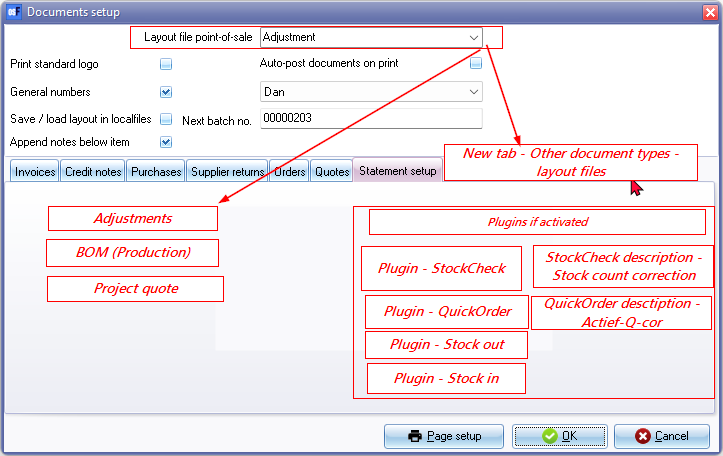 Documents setup
Layout file point-of-sale Adjustment
Print standard logo Auto-post documents on print
General numbers Dan
Save / load layout in localfiles Next batch no. 00000203
Append notes below item
New tab - Other document types -
layout files
Invoices Credit notes Purchases Supplier returns Orders Quotes Statement setup
Adjustments
BOM (Production)
Project quote
Plugins if activated
Plugin - StockCheck
StockCheck description -
Stock count correction
Plugin - QuickOrder
QuickOrder desctiption -
Actief-Q-cor
Plugin - Stock out
Plugin - Stock in
Page setup OK Cancel